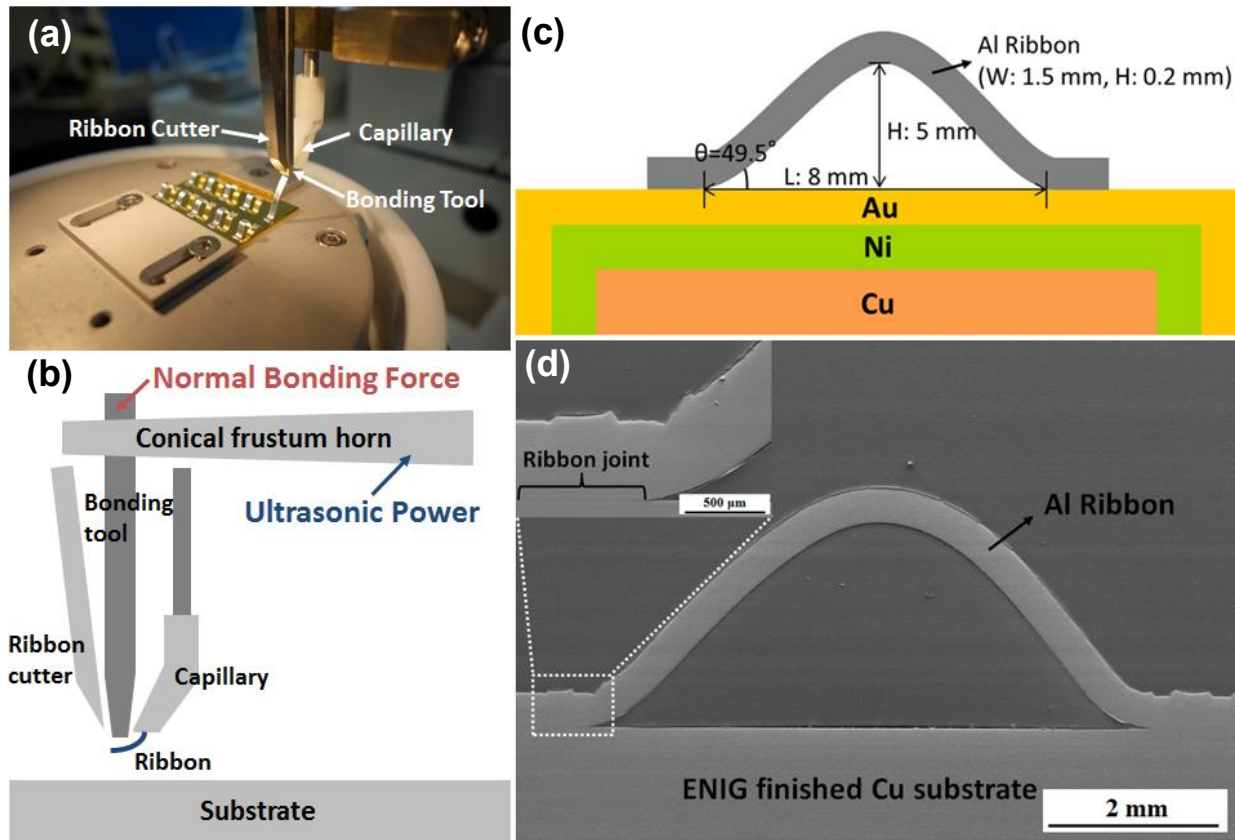 (a)
Ribbon Cutter
Capillary
Bonding Tool
(b)
Normal Bonding Force
Conical frustum horn
Ultrasonic Power
Bonding
tool
Ribbon
cutter
Capillary
Ribbon
Substrate
(c)
Al Ribbon
(W: 1.5 mm, H: 0.2 mm)
H: 5 mm
θ=49.5°
L: 8 mm
Au
Ni
Cu
(d)
Ribbon joint
500 μm
Al Ribbon
ENIG finished Cu substrate
2 mm